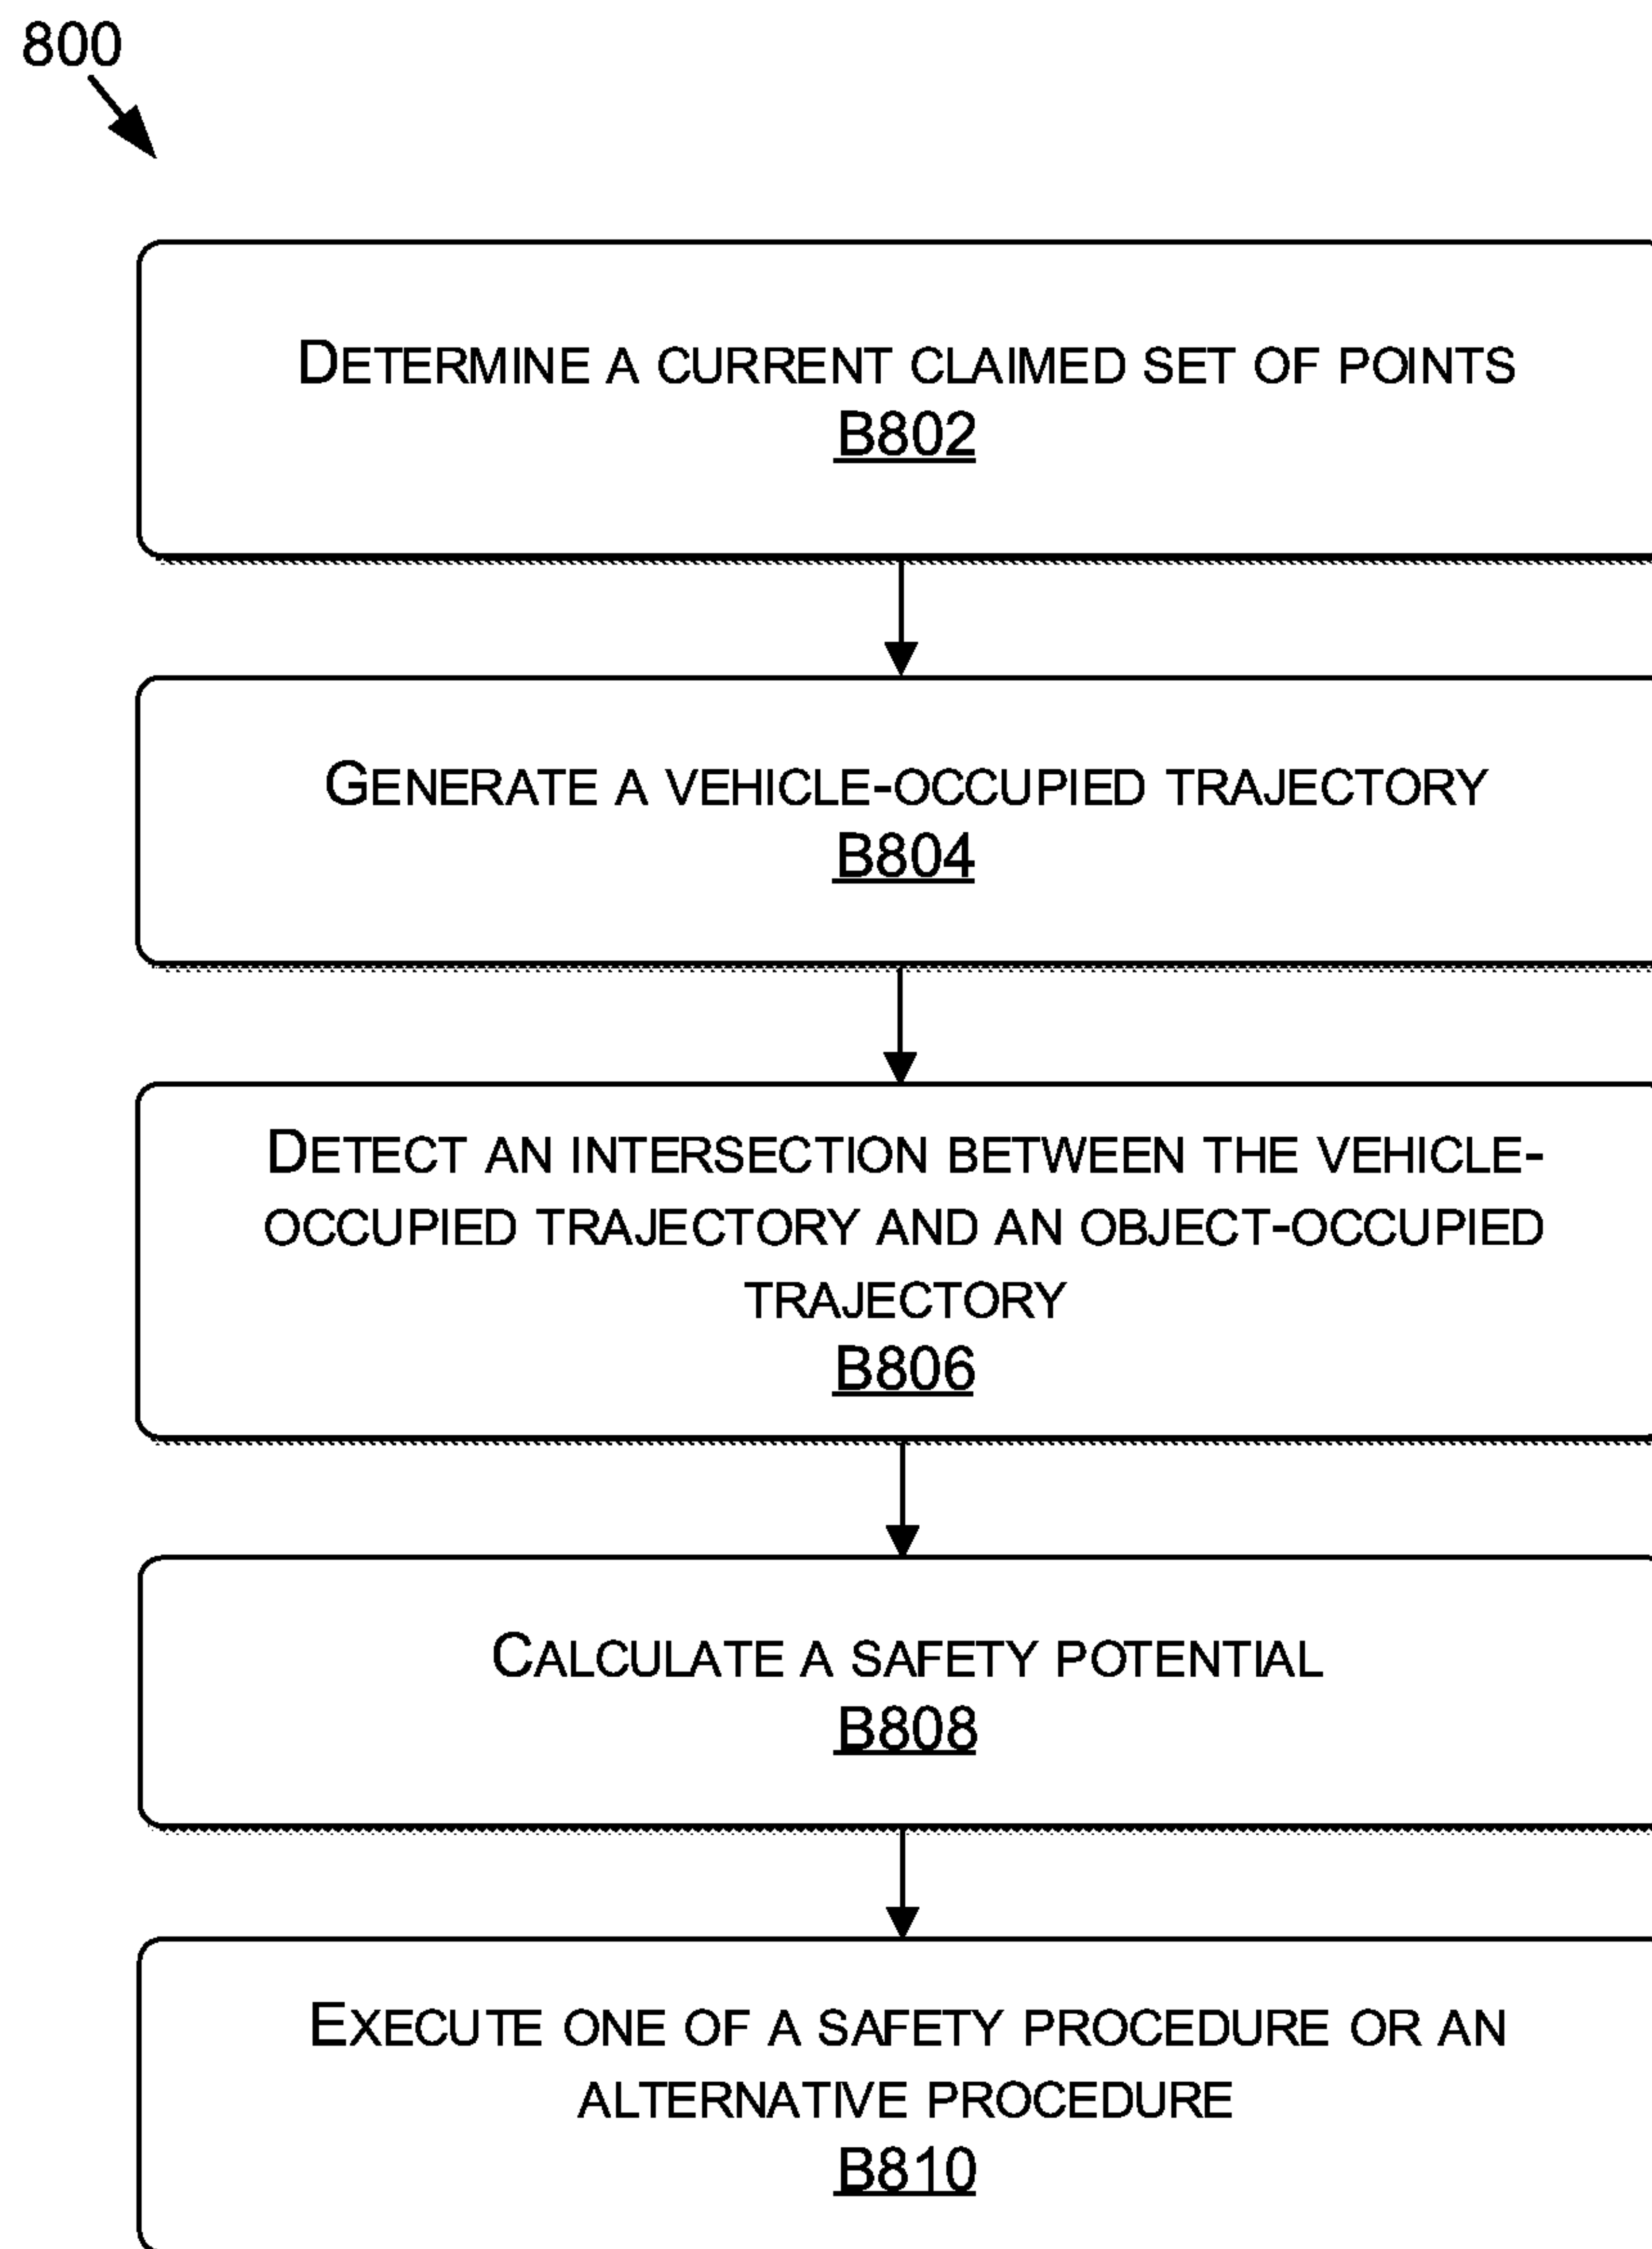 800
DETERMINE A CURRENT CLAIMED SET OF POINTS
B802
GENERATE A VEHICLE-OCCUPIED TRAJECTORY
B804
DETECT AN INTERSECTION BETWEEN THE VEHICLE-
OCCUPIED TRAJECTORY AND AN OBJECT-OCCUPIED
TRAJECTORY
B806
CALCULATE A SAFETY POTENTIAL
B808
EXECUTE ONE OF A SAFETY PROCEDURE OR AN
ALTERNATIVE PROCEDURE
B810